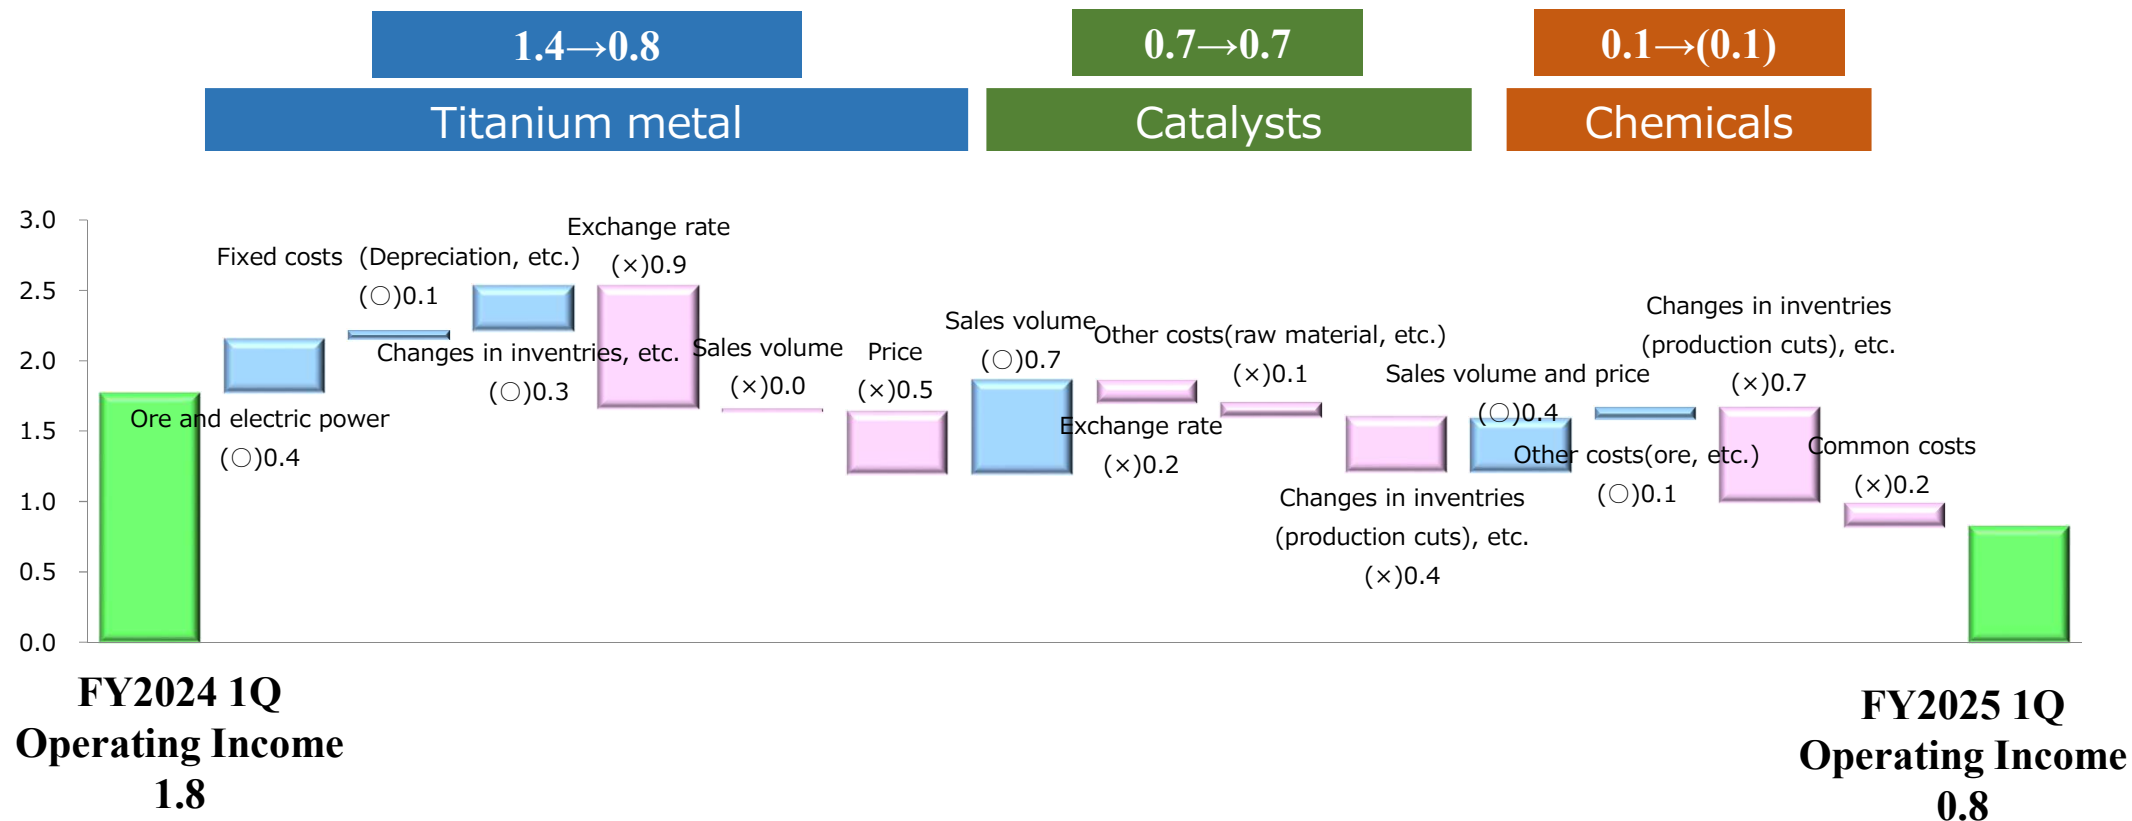 1.4→0.8
0.7→0.7
0.1→(0.1)
Titanium metal
Catalysts
Chemicals
3.0
2.5
2.0
1.5
1.0
0.5
0.0
Ore and electric power
(○)0.4
Fixed costs (Depreciation, etc.)
(○)0.1
Changes in inventries, etc.
(○)0.3
Exchange rate
(×)0.9
Sales volume
(×)0.0
Price
(×)0.5
Sales volume
(○)0.7
Exchange rate
(×)0.2
Other costs(raw material, etc.)
(×)0.1
Changes in inventries
(production cuts), etc.
(×)0.4
Sales volume and price
(○)0.4
Other costs(ore, etc.)
(○)0.1
Changes in inventries
(production cuts), etc.
(×)0.7
Common costs
(×)0.2
FY2024 1Q
Operating Income
1.8
FY2025 1Q
Operating Income
0.8